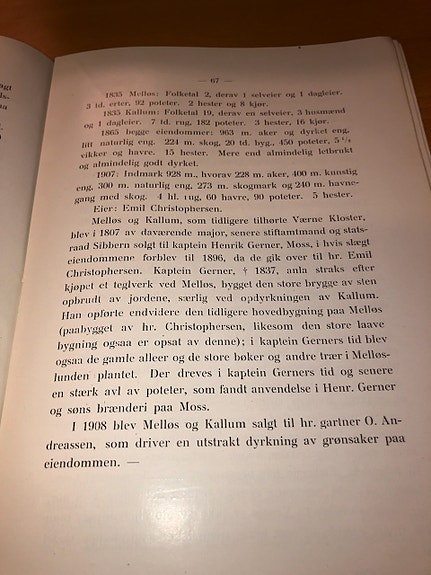 — 67 —
1835 Melløs: Folketal 2, derav 1 selveier og 1 dagleier.
3 td. erter, 92 poteter. 2 hester og 8 kjør.
1835 Kallum: Folketal 19, derav en selveier, 3 husmænd
og 1 dagleier. 7 td. rug, 182 poteter. 3 hester, 16 kjør.
1865 begge eiendommer: 963 m. aker og dyrket eng,
litt naturlig eng. 224 m. skog, 20 td. byg., 450 poteter, 5 ½
vikker og havre. 15 hester. Mere end almindelig letbrukt
og almindelig godt dyrket.
1907: Indmark 928 m., hvorav 228 m. aker, 400 kunstig
eng, 300 m. naturlig eng, 273 m. skogmark og 240 m. havne-
gang med skog. 4 hl. rug, 60 havre, 90 poteter. 5 hester.
Eier: Emil Christophersen.
Melløs og Kallum, som tidligere tilhørte Værne Kloster,
blev i 1807 av daværende major, senere stiftamtmand og stats-
raad Sibbern solgt til kaptein Henrik Gerner, Moss, i hvis slægt
eiendommene forblev til 1896, da de gik over til hr. Emil
Christophersen. Kaptein Gerner, † 1837, anla straks efter
kjøpet et teglverk ved Melløs, bygget den store brygge av sten
opbrudt av jordene, særlig ved opdyrkningen av Kallum.
Han opførte endvidere den tidligere hovedbygning paa Melløs
(paabygget av hr. Christophersen, likesom den store laave
bygning ogsaa er opsat av denne); i kaptein Gerners tid blev
ogsaa de gamle alleer og de store bøker og andre trær i Melløs-
lunden plantet. Der dreves i kaptein Gerners tid og senere
en stærk avl av poteter, som fandt anvendelse i Henr. Gerner
og søns brænderi paa Moss.
I 1908 blev Melløs og Kallum salgt til hr. gartner O. An-
dreassen, som driver en utstrakt dyrkning av grønsaker paa
eiendommen. —